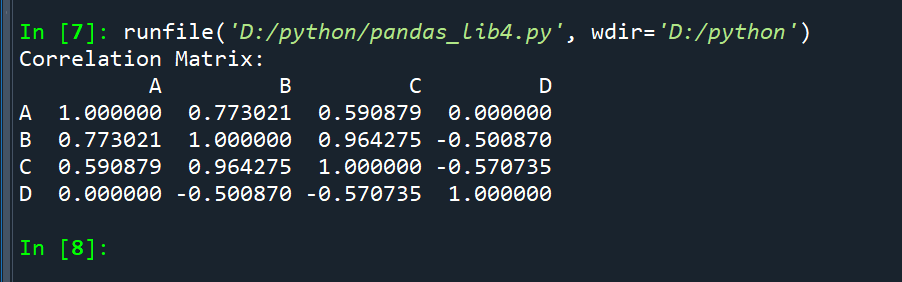 In [7]: runfile('D:/python/pandas_lib4.py', wdir='D:/python')
Correlation Matrix:
          A         B         C         D
A  1.000000  0.773021  0.590879  0.000000
B  0.773021  1.000000  0.964275 -0.500870
C  0.590879  0.964275  1.000000 -0.570735
D  0.000000 -0.500870 -0.570735  1.000000
In [8]: